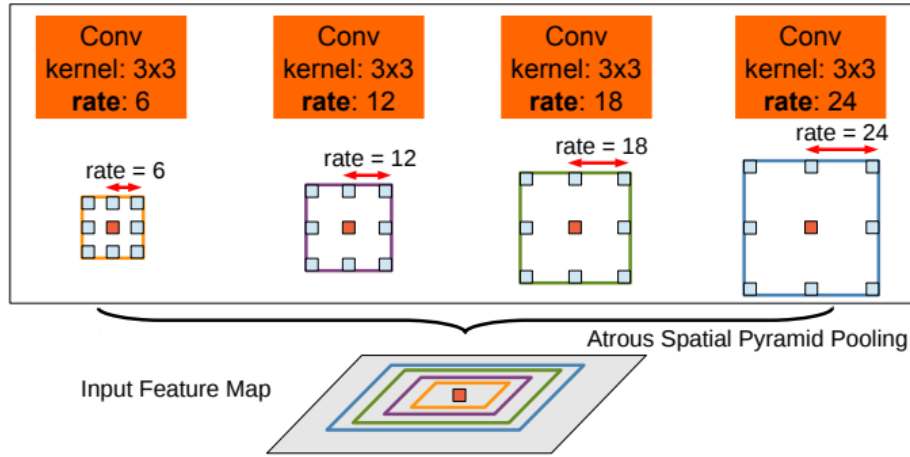 Conv
kernel: 3x3
rate: 6
Conv
kernel: 3x3
rate: 12
Conv
kernel: 3x3
rate: 18
Conv
kernel: 3x3
rate: 24
rate = 6
rate = 12
rate = 18
rate = 24
Atrous Spatial Pyramid Pooling
Input Feature Map